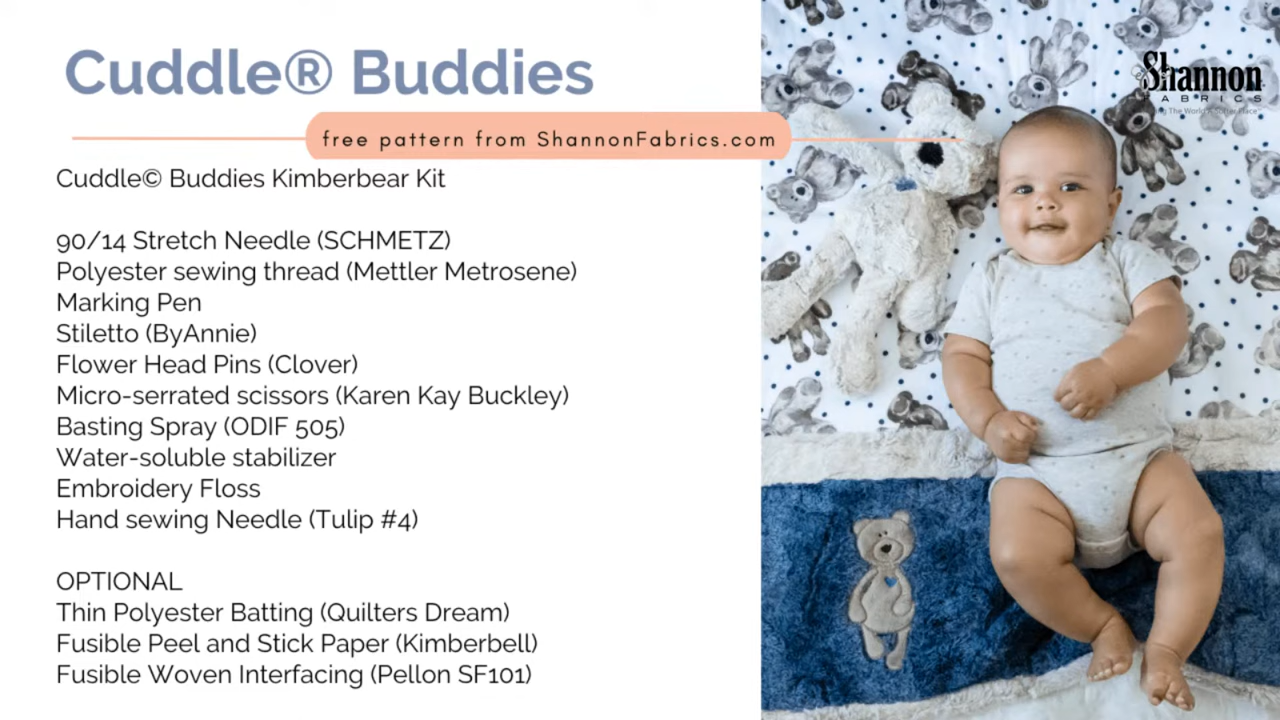 Cuddle® Buddies
free pattern from ShannonFabrics.com
Cuddle© Buddies Kimberbear Kit
90/14 Stretch Needle (SCHMETZ)
Polyester sewing thread (Mettler Metrosene)
Marking Pen
Stiletto (ByAnnie)
Flower Head Pins (Clover)
Micro-serrated scissors (Karen Kay Buckley)
Basting Spray (ODIF 505)
Water-soluble stabilizer
Embroidery Floss
Hand sewing Needle (Tulip #4)
OPTIONAL
Thin Polyester Batting (Quilters Dream)
Fusible Peel and Stick Paper (Kimberbell)
Fusible Woven Interfacing (Pellon SF101)
Shannon
FABRICS
The World
Place